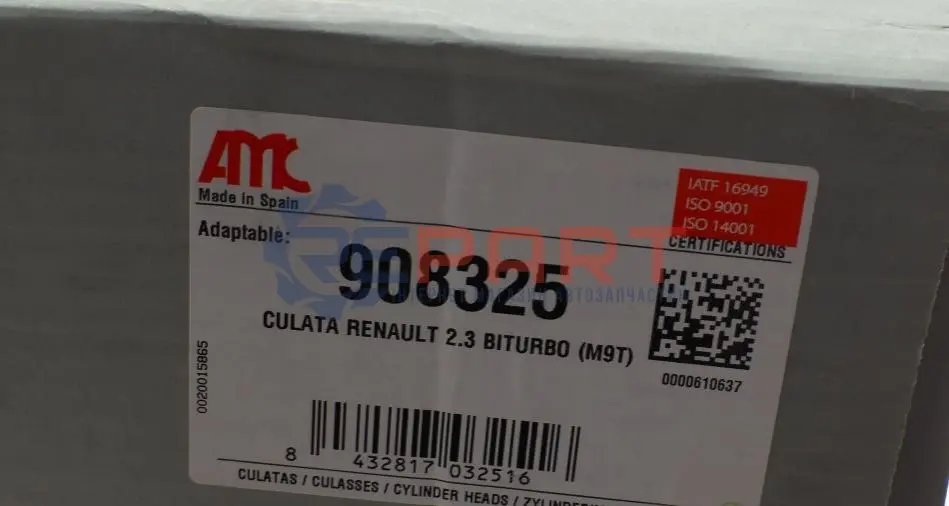 AMC
Made in Spain
IATF 16949
ISO 9001
ISO 14001
CERTIFICATIONS
Adaptable:
908325
PART
CULATA RENAULT 2.3 BITURBO (M9T)
0000610637
0020015865
8 432817 032516
CULATAS / CULASSES / CYLINDER HEADS /